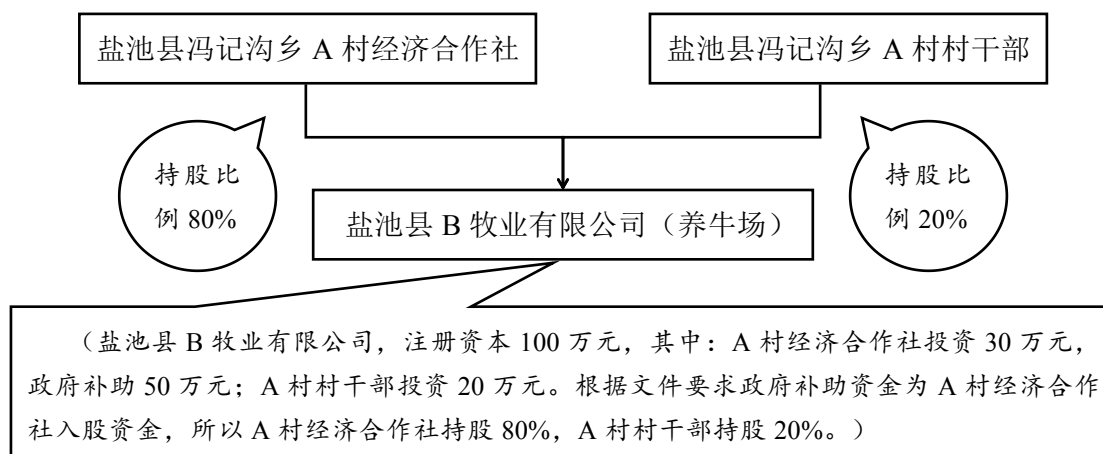 盐池县冯记沟乡 A 村经济合作社
盐池县冯记沟乡 A 村村干部
持股比
例 80%
持股比
例 20%
盐池县 B 牧业有限公司（养牛场）
（盐池县 B 牧业有限公司，注册资本 100 万元，其中：A 村经济合作社投资 30 万元，
政府补助 50 万元；A 村村干部投资 20 万元。根据文件要求政府补助资金为 A 村经济合作
社入股资金，所以 A 村经济合作社持股 80%，A 村村干部持股 20%。）